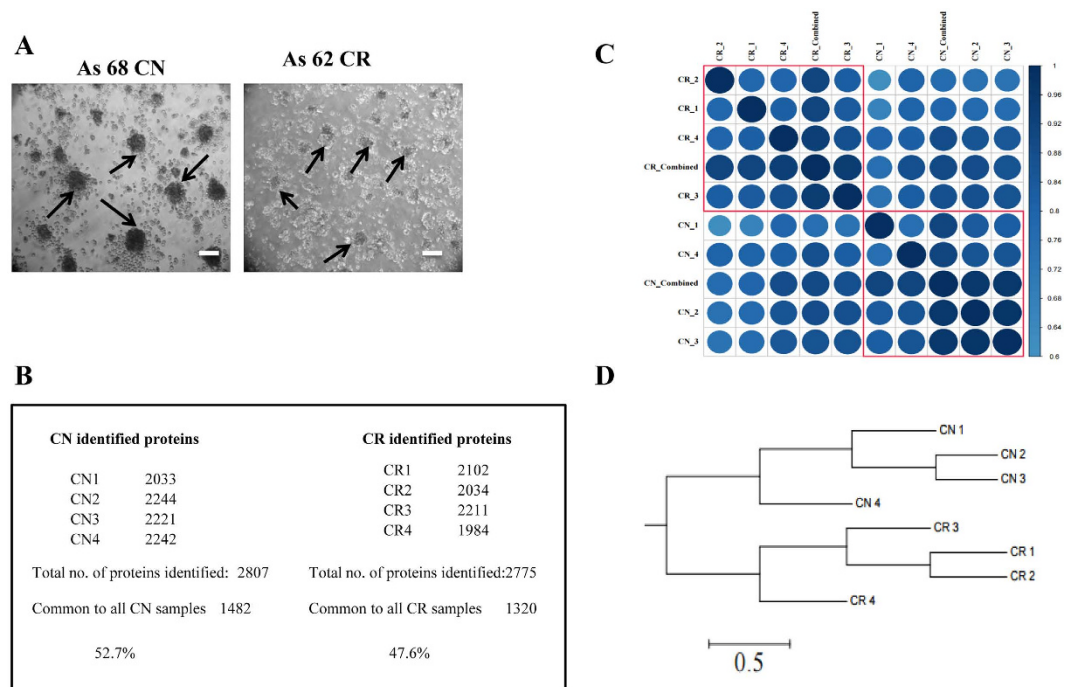 A
As 68 CN
As 62 CR
B
CN identified proteins
CN1 2033
CN2 2244
CN3 2221
CN4 2242
Total no. of proteins identified: 2807
Common to all CN samples 1482
52.7%
CR identified proteins
CR1 2102
CR2 2034
CR3 2211
CR4 1984
Total no. of proteins identified:2775
Common to all CR samples 1320
47.6%
C
CR_2
CR_1
CR_4
CR_Combined
CR_3
CN_1
CN_4
CN_Combined
CN_2
CN_3
CR_2
CR_1
CR_4
CR_Combined
CR_3
CN_1
CN_4
CN_Combined
CN_2
CN_3
1
0.96
0.92
0.88
0.84
0.8
0.76
0.72
0.68
0.64
0.6
D
CN 1
CN 2
CN 3
CN 4
CR 3
CR 1
CR 2
CR 4
0.5